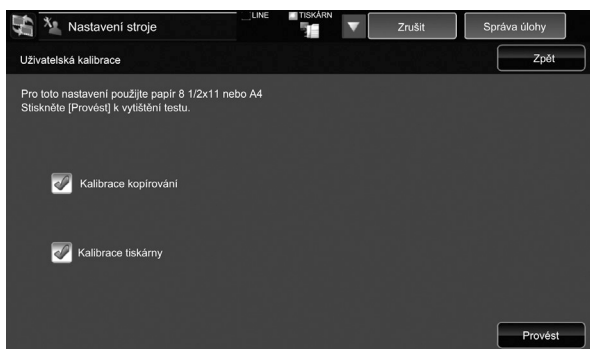 Nastavení stroje
LINE
TISKÁRN
Zrušit
Správa úlohy
Uživatelská kalibrace
Zpět
Pro toto nastavení použijte papír 8 1/2x11 nebo A4
Stiskněte [Provést] k vytištění testu.
Kalibrace kopírování
Kalibrace tiskárny
Provést